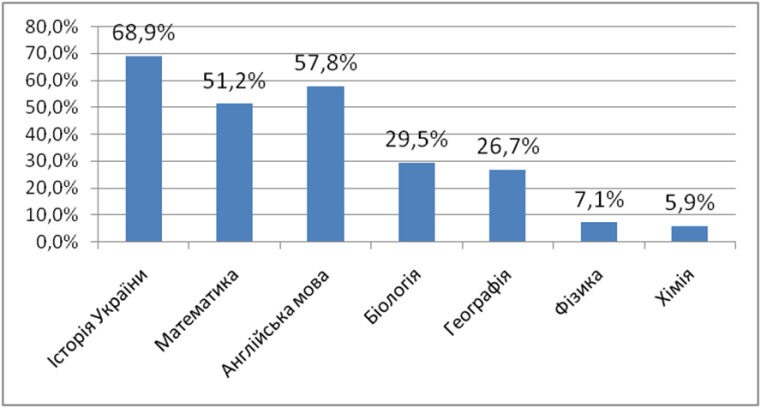 80,0%
70,0%
60,0%
50,0%
40,0%
30,0%
20,0%
10,0%
0,0%
68,9%
51,2%
57,8%
29,5%
26,7%
7,1%
5,9%
Історія України
Математика
Англійська мова
Біологія
Географія
Фізика
Хімія